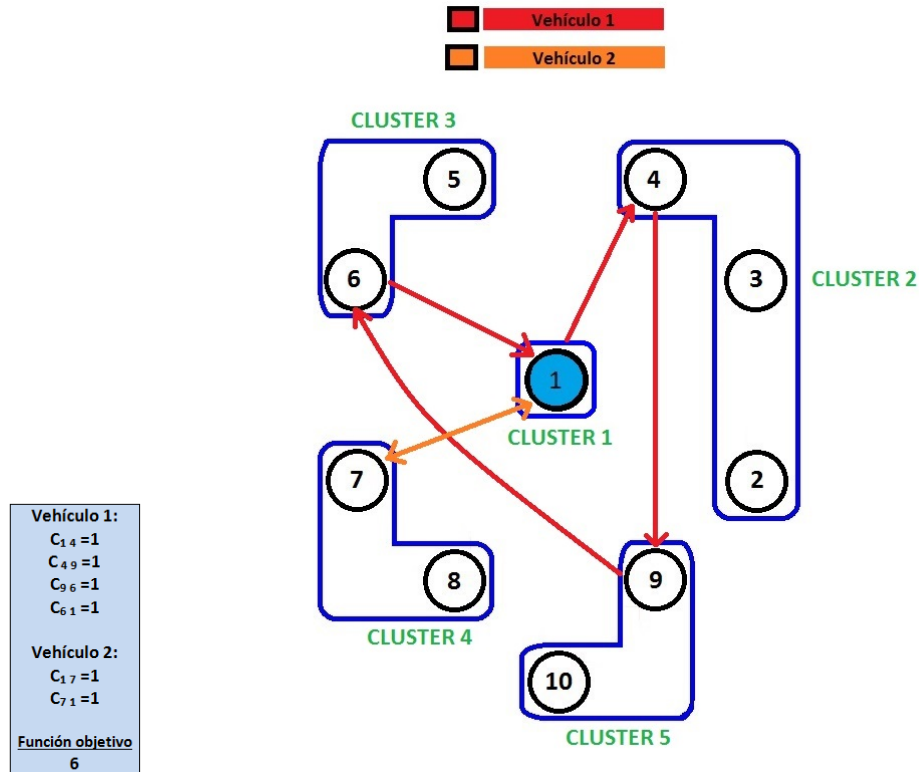 Vehículo 1
Vehículo 2
CLUSTER 3
5
4
6
3
CLUSTER 2
1
CLUSTER 1
7
2
8
9
CLUSTER 4
10
CLUSTER 5
Vehículo 1:
C1 4 =1
C4 9 =1
C9 6 =1
C6 1 =1
Vehículo 2:
C1 7 =1
C7 1 =1
Función objetivo
6